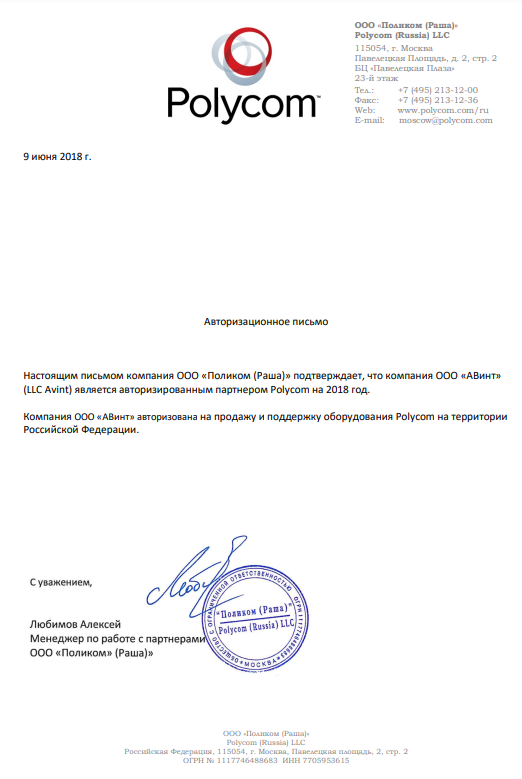 Polycom™
ООО «Поликом (Раша)»
Polycom (Russia) LLC
115054, г. Москва
Павелецкая Площадь, д. 2, стр. 2
БЦ «Павелецкая Плаза»
23-й этаж
Тел.: +7 (495) 213-12-00
Факс: +7 (495) 213-12-36
Web: www.polycom.com/ru
E-mail: moscow@polycom.com
9 июня 2018 г.
Авторизационное письмо
Настоящим письмом компания ООО «Поликом (Раша)» подтверждает, что компания ООО «АВинт»
(LLC Avint) является авторизированным партнером Polycom на 2018 год.
Компания ООО «АВинт» авторизована на продажу и поддержку оборудования Polycom на территории
Российской Федерации.
С уважением,
Любимов Алексей
Менеджер по работе с партнерами
ООО «Поликом» (Раша)»
ОБЩЕСТВО С ОГРАНИЧЕННОЙ ОТВЕТСТВЕННОСТЬЮ
"Поликом (Раша)"
Polycom (Russia) LLC
МОСКВА
ООО «Поликом (Раша)»
Polycom (Russia) LLC
Российская Федерация, 115054, г. Москва, Павелецкая площадь, 2, стр. 2
ОГРН № 1117746488683 ИНН 7705953615